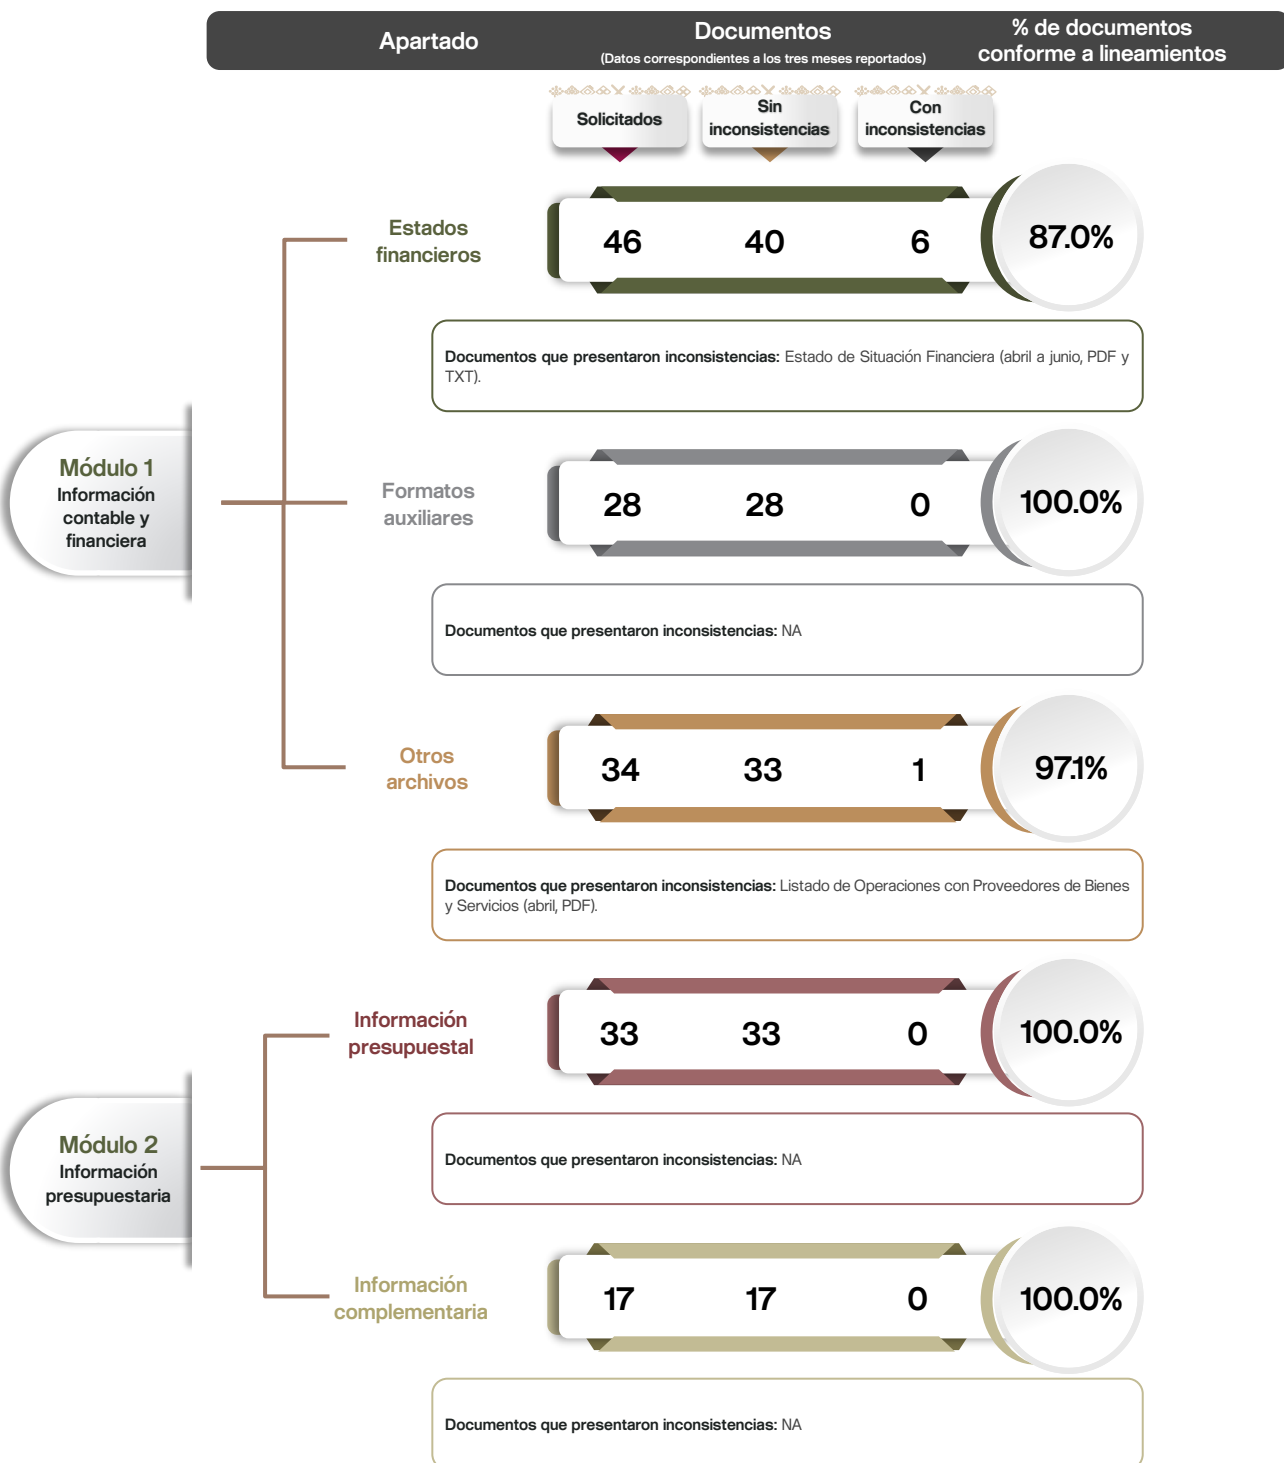 Apartado
Documentos
(Datos correspondientes a los tres meses reportados)
% de documentos
conforme a lineamientos
Solicitados
Sin
inconsistencias
Con
inconsistencias
Módulo 1
Información
contable y
financiera
Estados
financieros
46 40 6 87.0%
Documentos que presentaron inconsistencias: Estado de Situación Financiera (abril a junio, PDF y
TXT).
Formatos
auxiliares
28 28 0 100.0%
Documentos que presentaron inconsistencias: NA
Otros
archivos
34 33 1 97.1%
Documentos que presentaron inconsistencias: Listado de Operaciones con Proveedores de Bienes
y Servicios (abril, PDF).
Módulo 2
Información
presupuestaria
Información
presupuestal
33 33 0 100.0%
Documentos que presentaron inconsistencias: NA
Información
complementaria
17 17 0 100.0%
Documentos que presentaron inconsistencias: NA